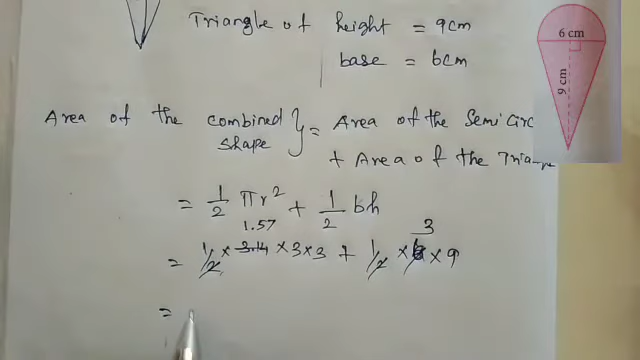 Triangle of height = 9cm
base = 6cm
6 cm
9 cm
Area of the combined shape } = Area of the Semi Circ
+ Area of the Triangle
= 1/2 πr² + 1/2 bh
1.57 3
= 1/2 × 3.14 × 3 × 3 + 1/2 × 6 × 9
=